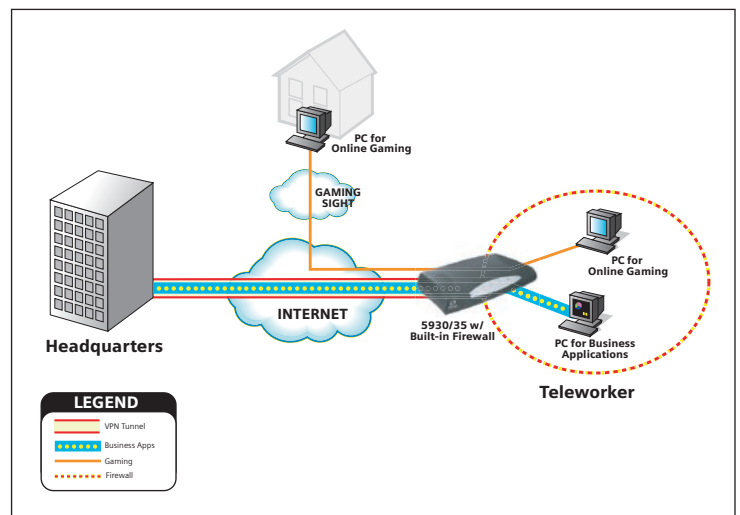 PC for
Online Gaming
GAMING
SIGHT
INTERNET
Headquarters
5930/35 w/
Built-in Firewall
PC for
Online Gaming
PC for Business
Applications
Teleworker
LEGEND
VPN Tunnel
Business Apps
Gaming
Firewall